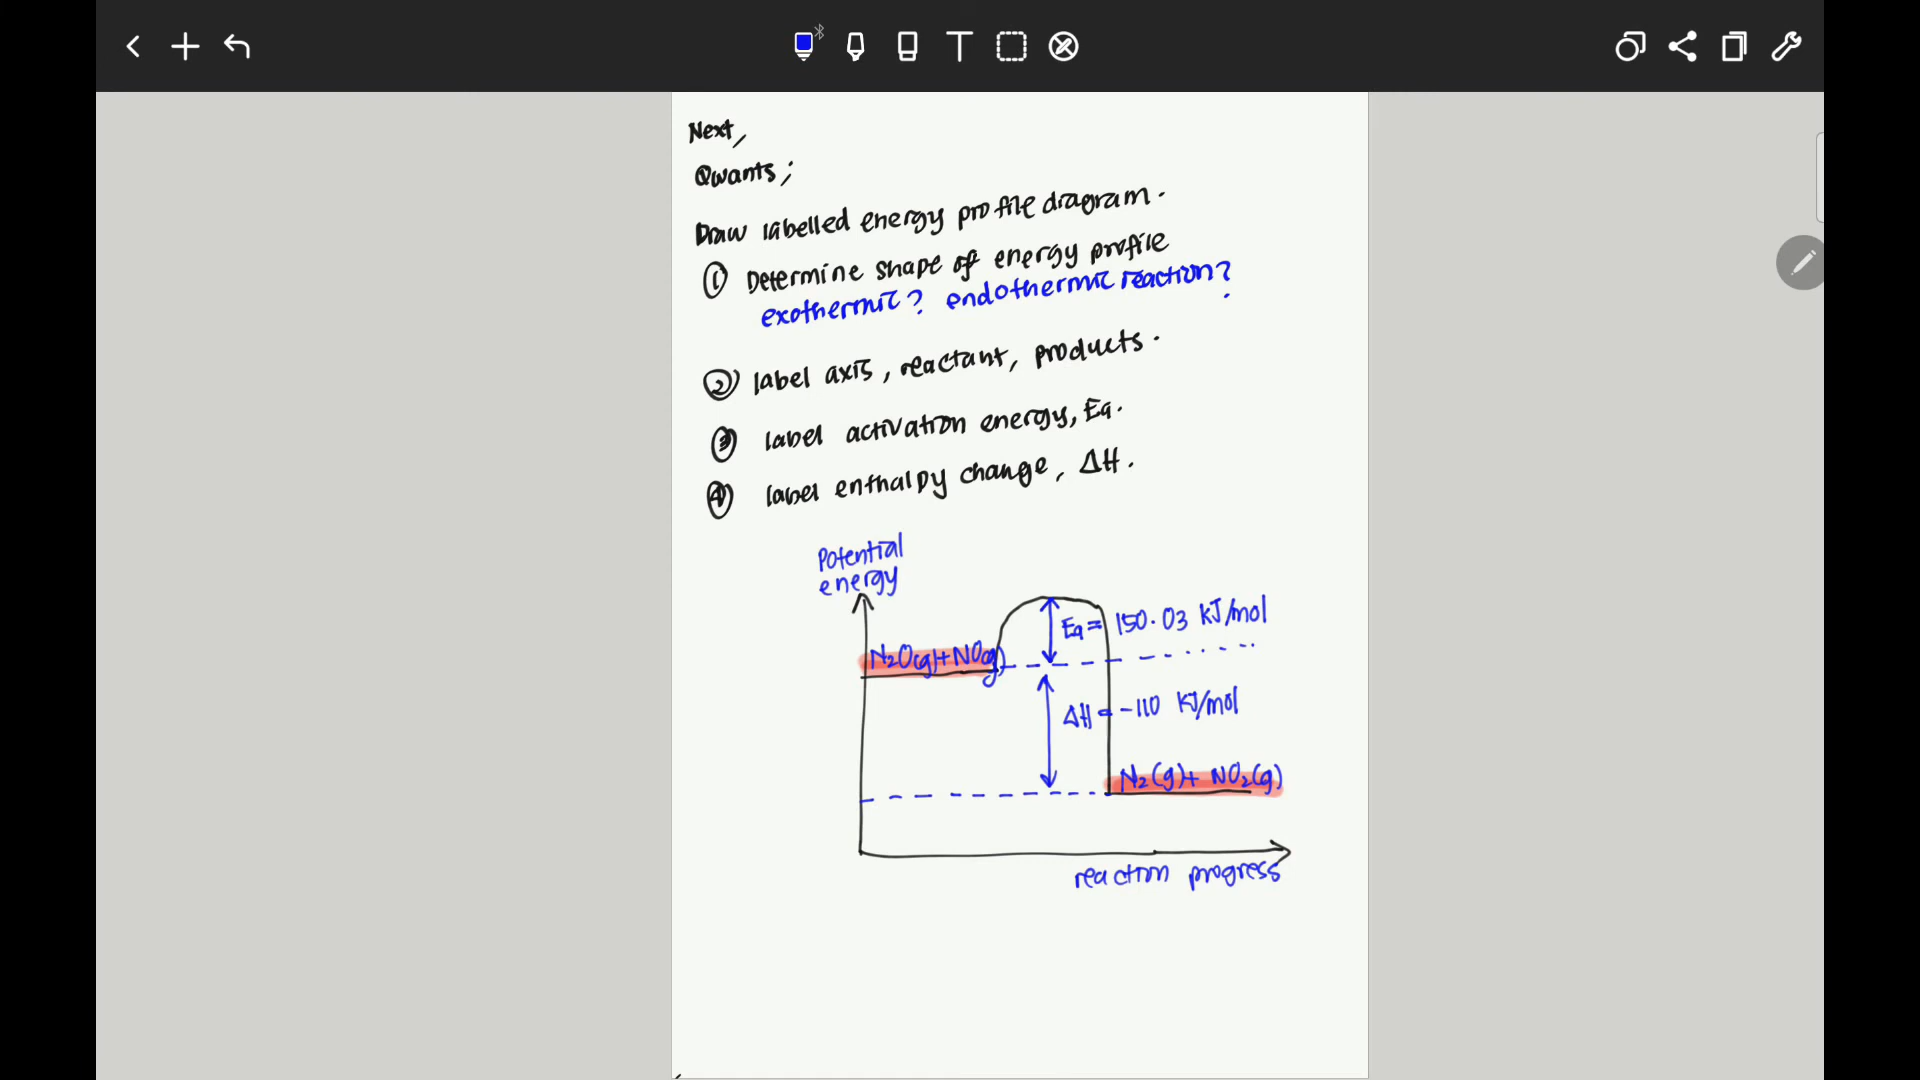 Next,
Qwants;
Draw labelled energy profile diagram.
① Determine shape of energy profile
exothermic? endothermic reaction?
② label axis, reactant, products.
③ label activation energy, Ea.
④ label enthalpy change, ΔH.
Potential
energy
Ea = 150.03 KJ/mol
N₂O(g)+NO(g)
ΔH = -110 KJ/mol
N₂(g)+ NO₂(g)
reaction progress